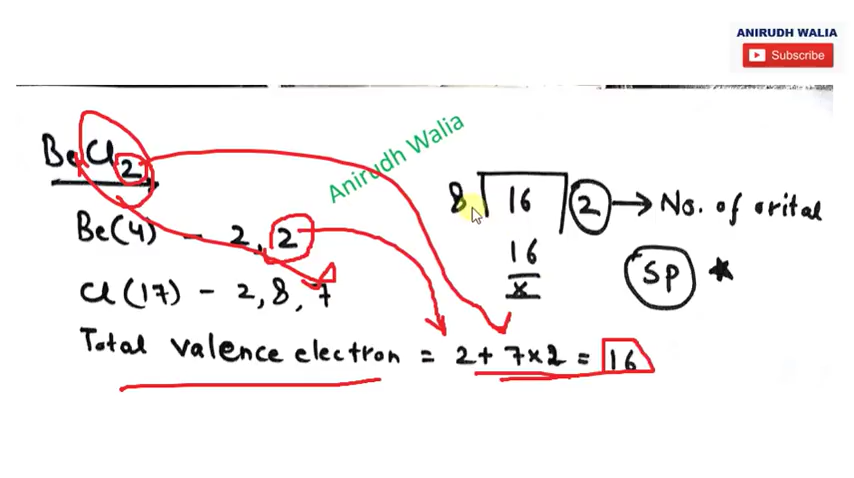 ANIRUDH WALIA
Subscribe
Anirudh Walia
BeCl2
Be(4) - 2, 2
Cl(17) - 2, 8, 7
Total valence electron = 2 + 7×2 = 16
8 16 2 → No. of orital
16
x
SP ★